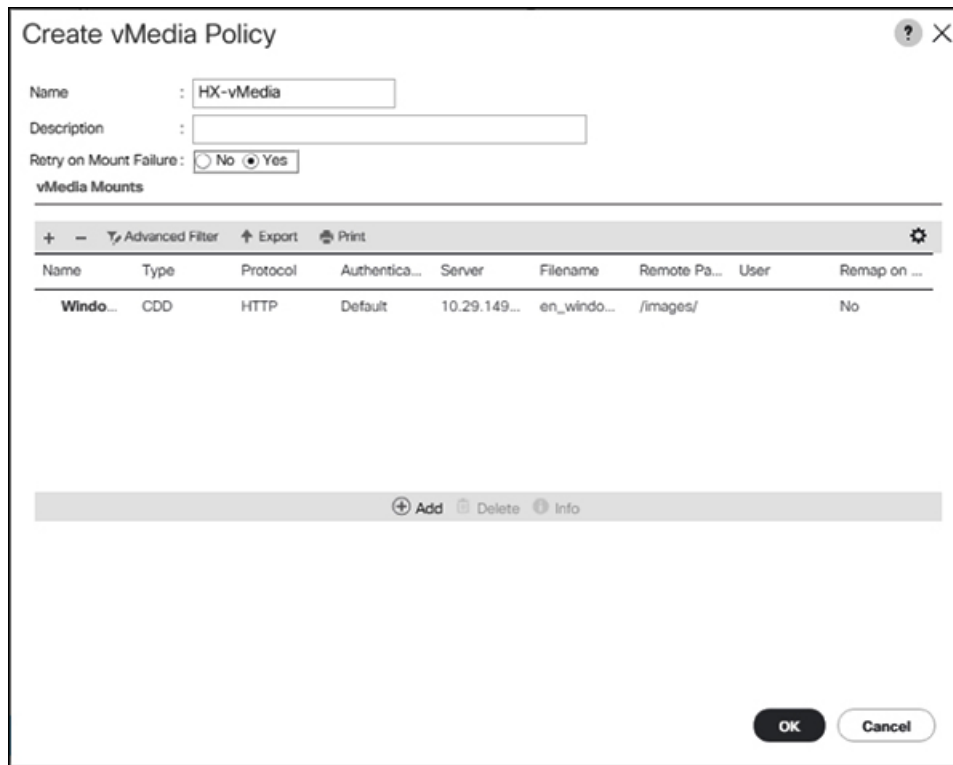 Create vMedia Policy ? X
Name : HX-vMedia
Description :
Retry on Mount Failure : No Yes
vMedia Mounts
+ − Advanced Filter Export Print
Name Type Protocol Authentica... Server Filename Remote Pa... User Remap on ...
Windo... CDD HTTP Default 10.29.149... en_windo... /images/ No
Add Delete Info
OK Cancel